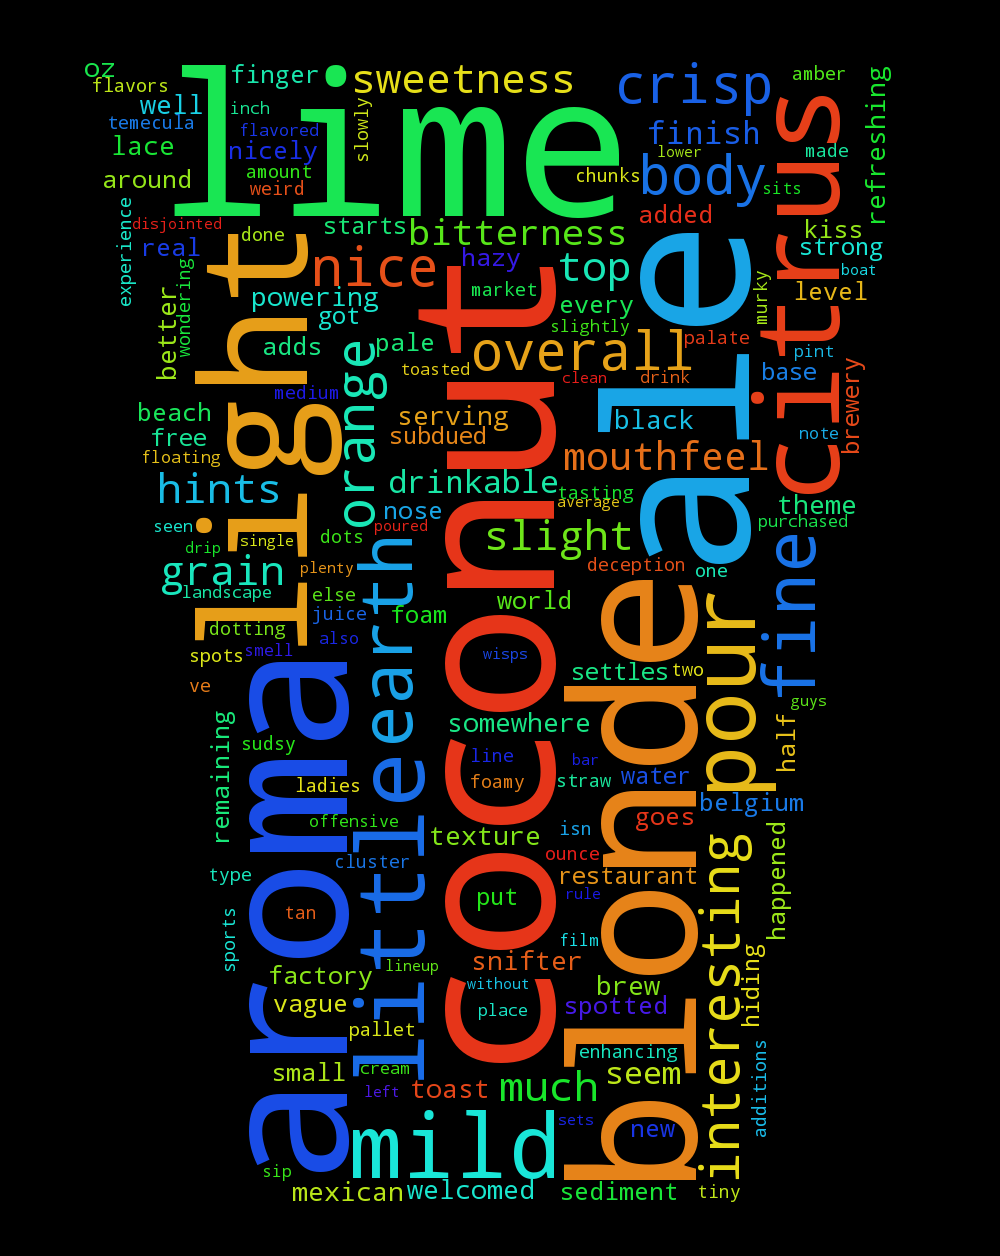 oz
flavors
finger
sweetness
crisp
amber
refreshing
well
inch
lime
slowly
temecula
flavored
finish
citrus
lace
nicely
lower
made
amount
chunks
body
around
weird
sits
experience
disjointed
starts
bitterness
added
kiss
real
done
nice
hazy
top
strong
boat
light
wondering
better
powering
got
market
every
ale
murky
level
slightly
adds
pale
overall
palate
pint
orange
toasted
clean
drink
base
brewery
medium
beach
serving
black
free
subdued
note
floating
mouthfeel
hints
drinkable
tasting
average
theme
seen
nose
poured
purchased
drip
single
dots
coconut
slight
fine
grain
plenty
deception
one
landscape
else
earth
world
dotting
juice
foam
blonde
pour
spots
smell
also
wisps
ve
aroma
settles
two
guys
remaining
sudsy
somewhere
half
line
bar
ladies
little
foamy
straw
water
belgium
offensive
texture
goes
isn
happened
cluster
ounce
type
restaurant
interesting
tan
put
rule
sports
film
factory
lineup
snifter
hiding
vague
without
brew
place
spotted
pallet
enhancing
additions
small
cream
seem
left
toast
much
mild
sets
new
sip
mexican
welcomed
sediment
tiny